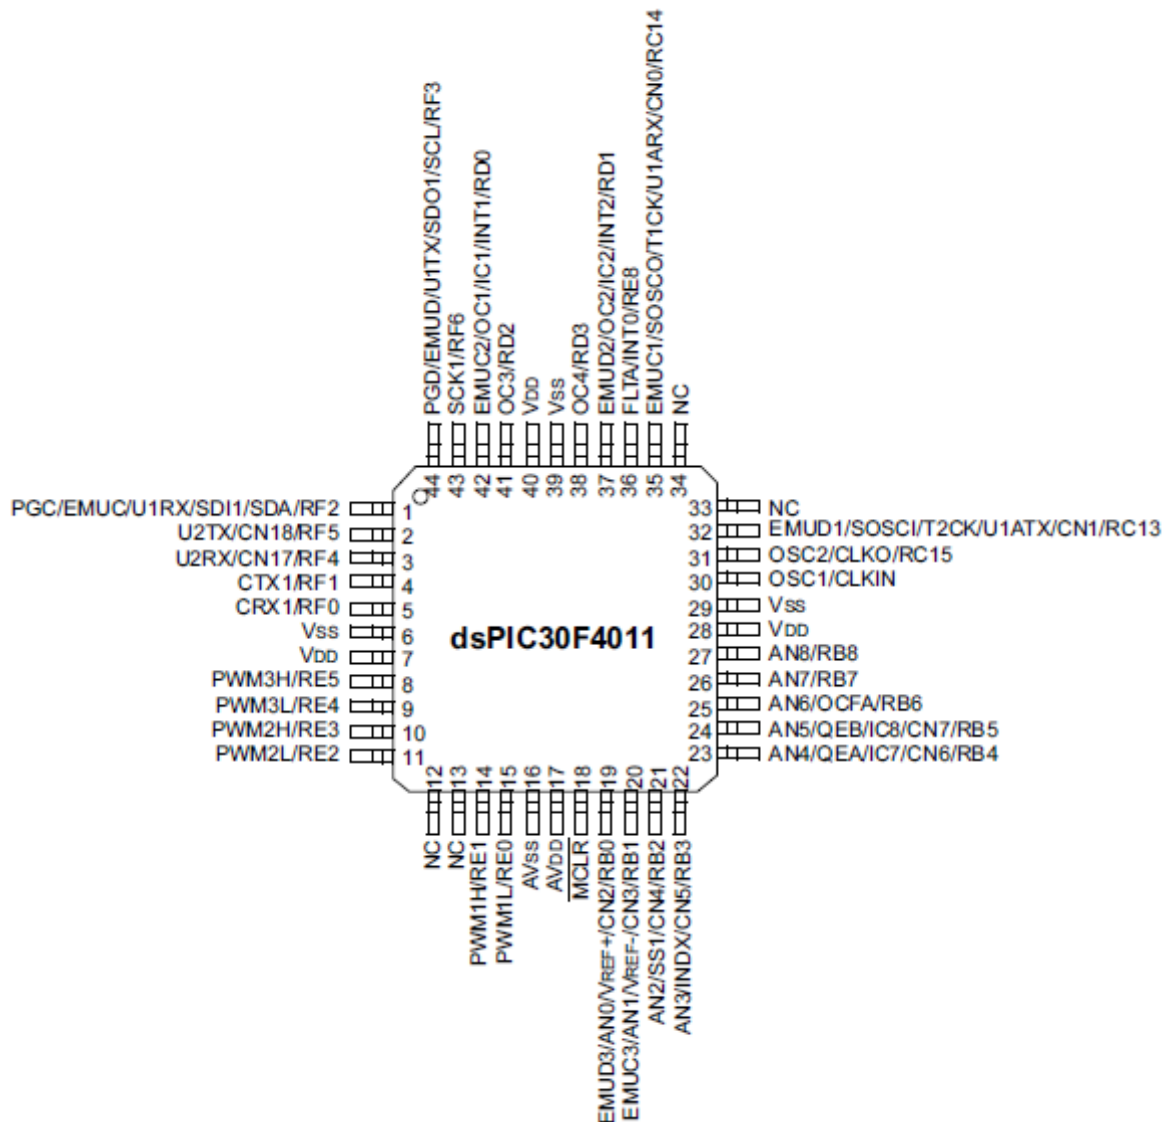 PGD/EMUD/U1TX/SDO1/SCL/RF3
SCK1/RF6
EMUC2/OC1/IC1/INT1/RD0
OC3/RD2
VDD
VSS
OC4/RD3
EMUD2/OC2/IC2/INT2/RD1
FLTA/INT0/RE8
EMUC1/SOSCO/T1CK/U1ARX/CN0/RC14
NC
44 43 42 41 40 39 38 37 36 35 34
PGC/EMUC/U1RX/SDI1/SDA/RF2 1
U2TX/CN18/RF5 2
U2RX/CN17/RF4 3
CTX1/RF1 4
CRX1/RF0 5
VSS 6
VDD 7
PWM3H/RE5 8
PWM3L/RE4 9
PWM2H/RE3 10
PWM2L/RE2 11
dsPIC30F4011
33 NC
32 EMUD1/SOSCI/T2CK/U1ATX/CN1/RC13
31 OSC2/CLKO/RC15
30 OSC1/CLKIN
29 VSS
28 VDD
27 AN8/RB8
26 AN7/RB7
25 AN6/OCFA/RB6
24 AN5/QEB/IC8/CN7/RB5
23 AN4/QEA/IC7/CN6/RB4
12 13 14 15 16 17 18 19 20 21 22
NC
NC
PWM1H/RE1
PWM1L/RE0
AVSS
AVDD
MCLR
EMUD3/AN0/VREF+/CN2/RB0
EMUC3/AN1/VREF-/CN3/RB1
AN2/SS1/CN4/RB2
AN3/INDX/CN5/RB3